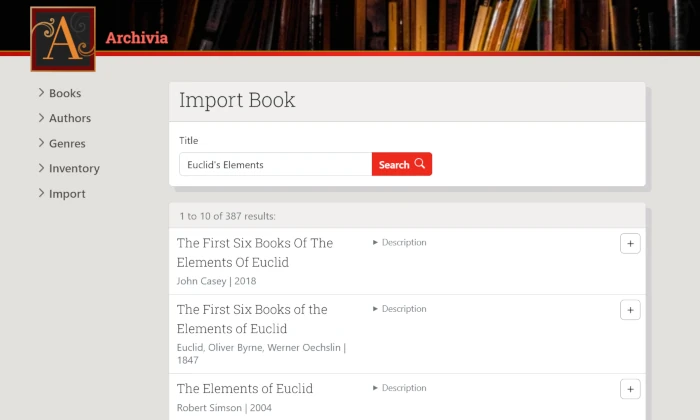 A
Archivia
Books
Authors
Genres
Inventory
Import
Import Book
Title
Euclid's Elements
Search
1 to 10 of 387 results:
The First Six Books Of The
Elements Of Euclid
John Casey | 2018
Description
+
The First Six Books of the
Elements of Euclid
Euclid, Oliver Byrne, Werner Oechslin |
1847
Description
+
The Elements of Euclid
Robert Simson | 2004
Description
+